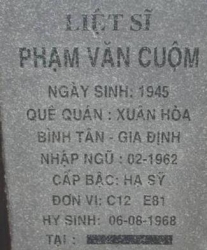 LIỆT SĨ
PHẠM VĂN CUỘM
NGÀY SINH: 1945
QUÊ QUÁN : XUÂN HÒA
BÌNH TÂN - GIA ĐỊNH
NHẬP NGŨ : 02-1962
CẤP BẬC: HẠ SỸ
ĐƠN VỊ: C12 E81
HY SINH: 06-08-1968
TẠI :